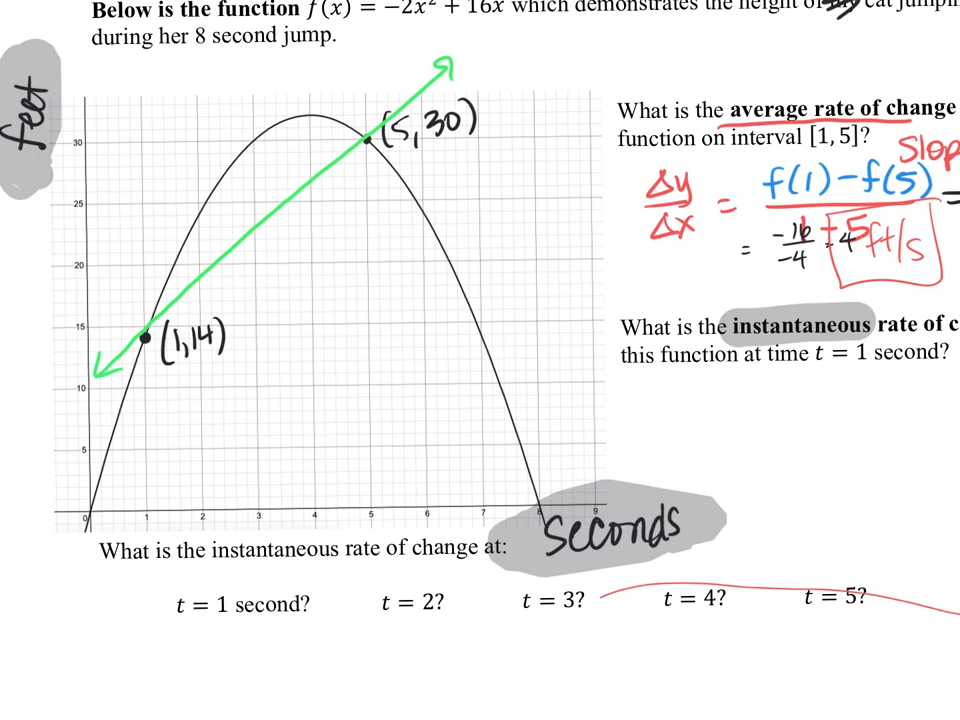 Below is the function f(x) = −2x² + 16x which demonstrates the height of cat
during her 8 second jump.
feet
30
25
20
15
10
5
0
1
2
3
4
5
6
7
8
9
(5, 30)
(1, 14)
seconds
What is the average rate of change
function on interval [1, 5]?
Δy/Δx = f(1) − f(5) =
= −16/−4 = 4 ft/s
What is the instantaneous rate of
this function at time t = 1 second?
What is the instantaneous rate of change at:
t = 1 second? t = 2? t = 3? t = 4? t = 5?